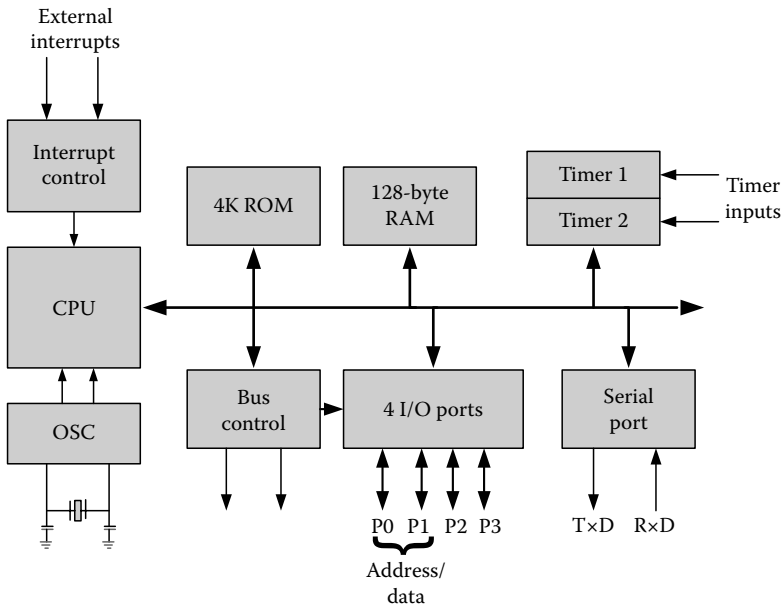 External
interrupts
Interrupt
control
4K ROM
128-byte
RAM
Timer 1
Timer 2
Timer
inputs
CPU
OSC
Bus
control
4 I/O ports
Serial
port
P0 P1 P2 P3
T×D R×D
Address/
data